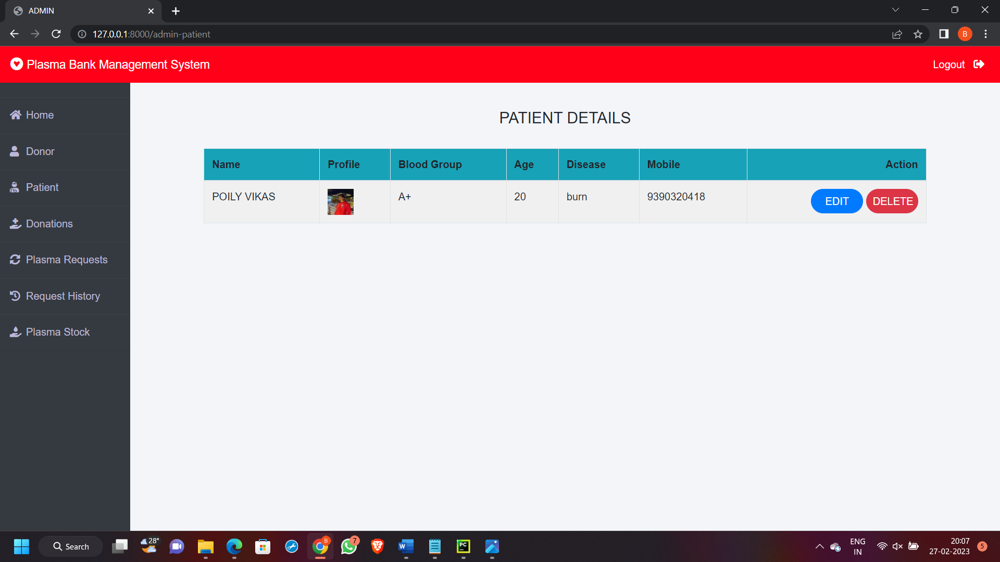 ADMIN
127.0.0.1:8000/admin-patient
B
Plasma Bank Management System
Logout
Home
Donor
Patient
Donations
Plasma Requests
Request History
Plasma Stock
PATIENT DETAILS
Name Profile Blood Group Age Disease Mobile Action
POILY VIKAS A+ 20 burn 9390320418 EDIT DELETE
Search
28°
B
7
W
PC
ENG
IN
20:07
27-02-2023
5